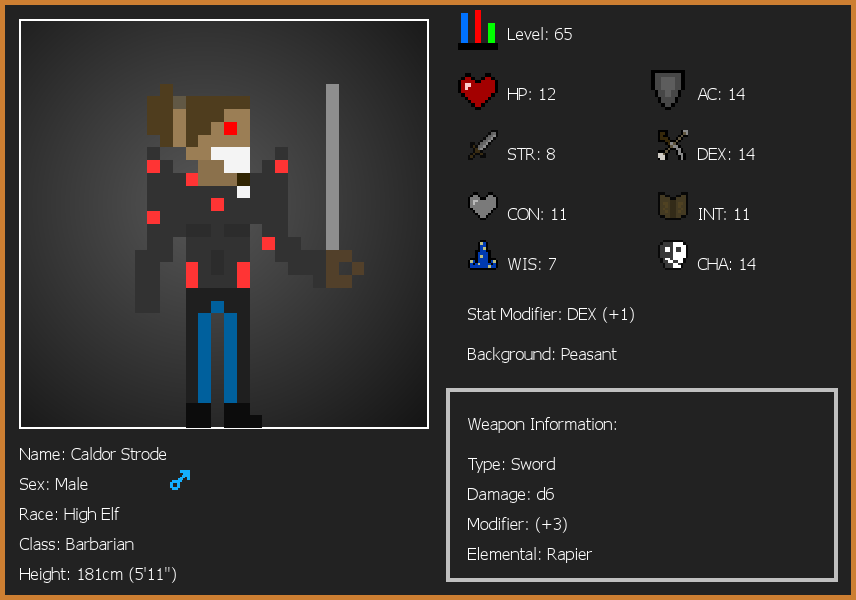 Level: 65
HP: 12
AC: 14
STR: 8
DEX: 14
CON: 11
INT: 11
WIS: 7
CHA: 14
Stat Modifier: DEX (+1)
Background: Peasant
Weapon Information:
Type: Sword
Damage: d6
Modifier: (+3)
Elemental: Rapier
Name: Caldor Strode
Sex: Male
Race: High Elf
Class: Barbarian
Height: 181cm (5'11")